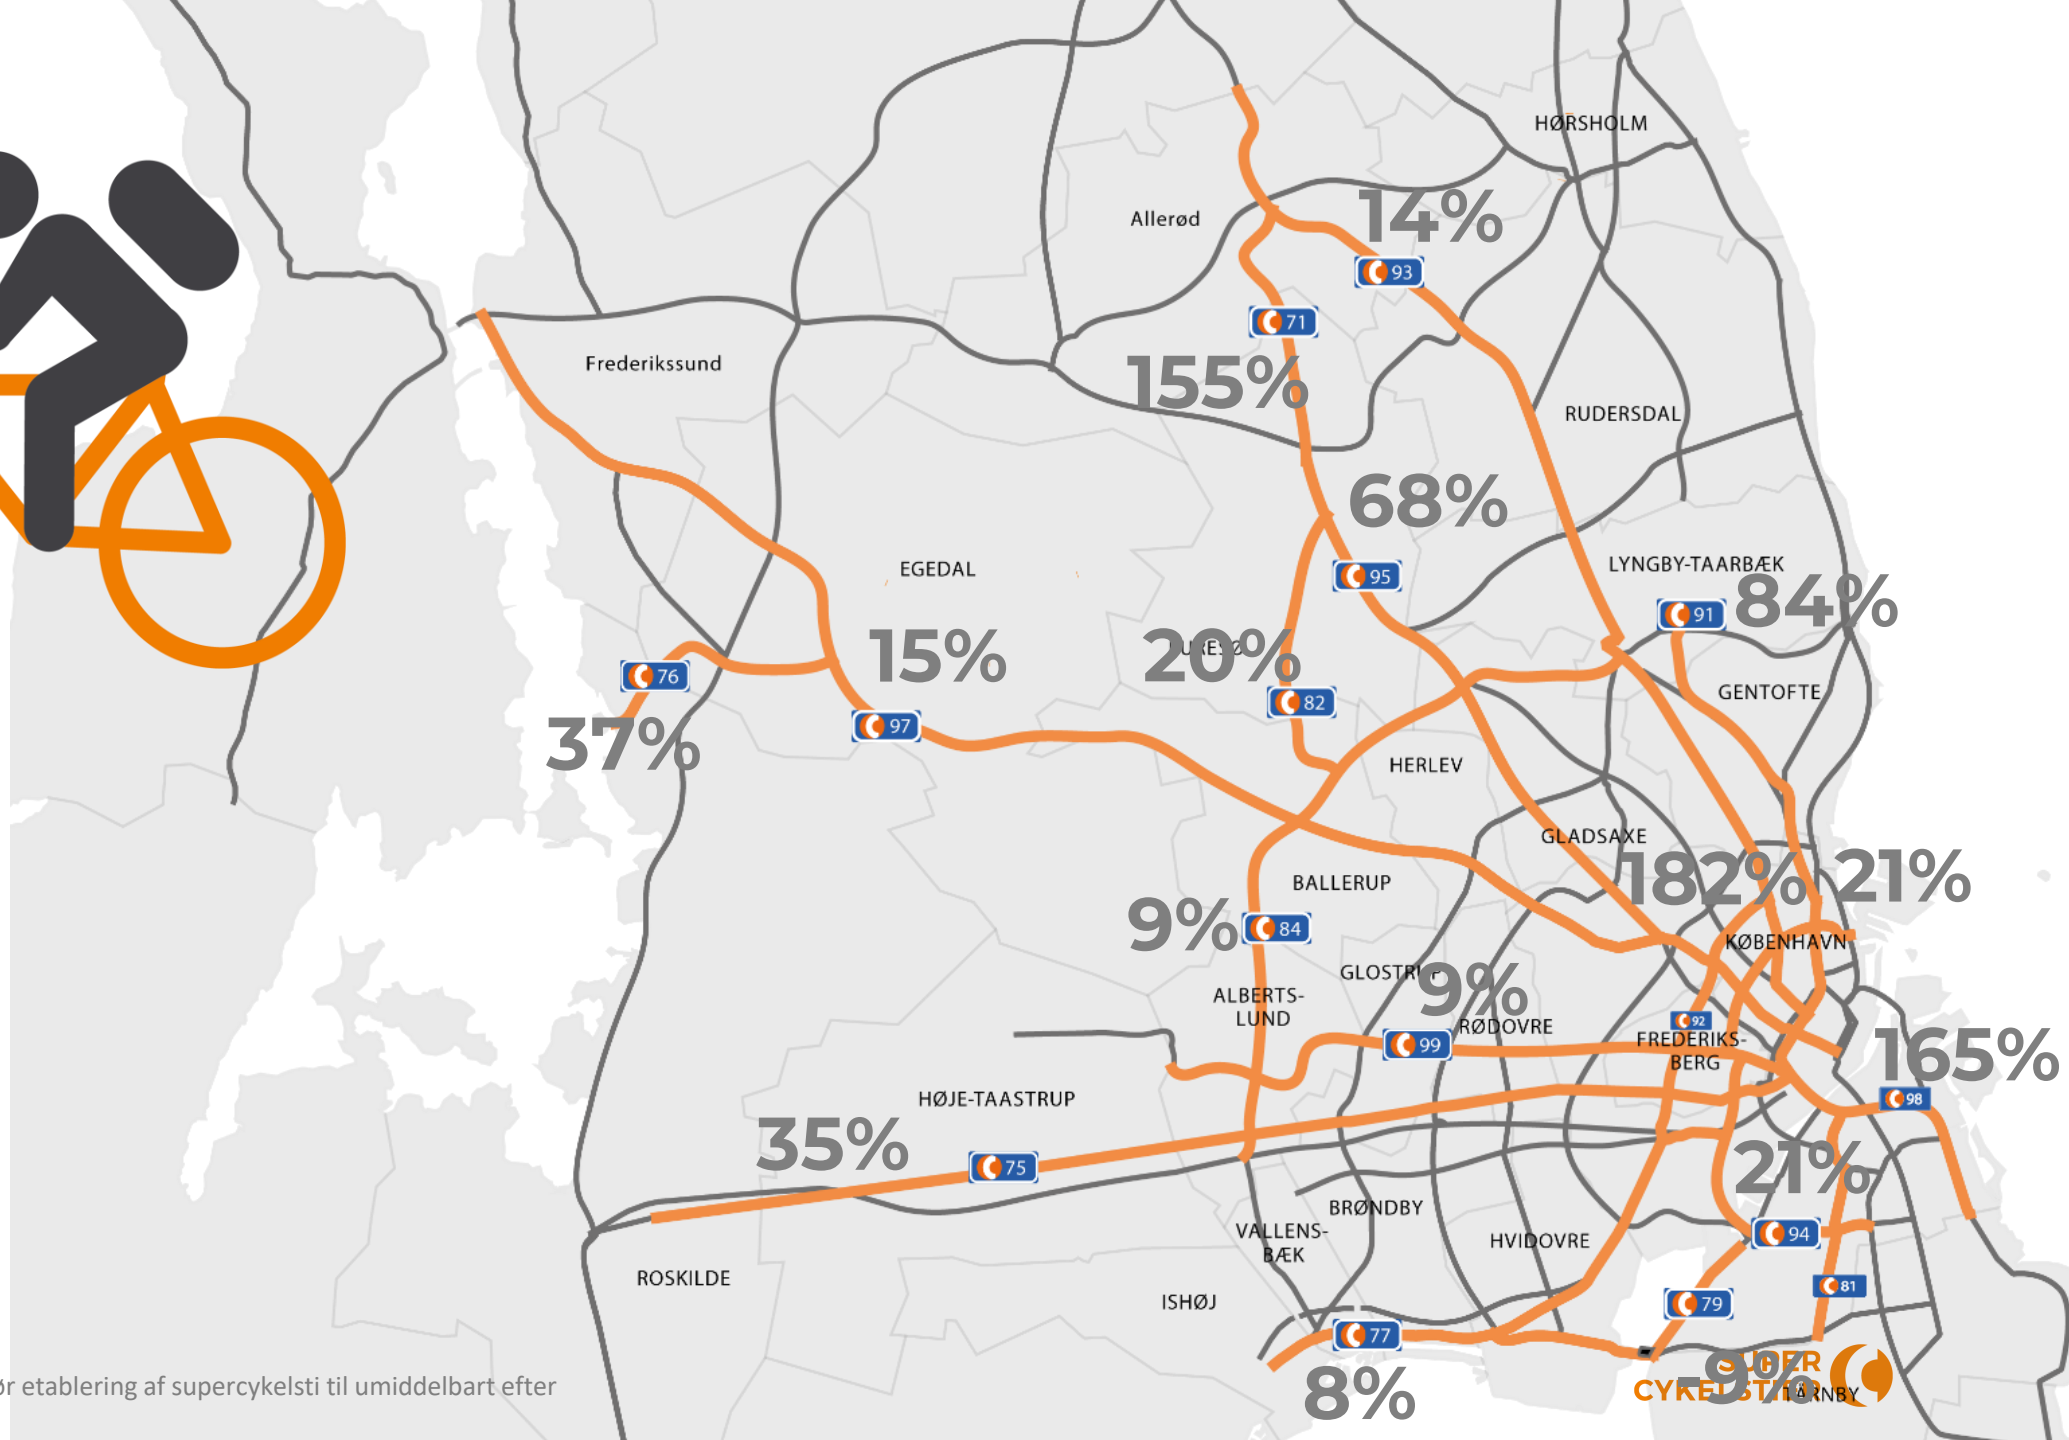 HØRSHOLM
14%
Allerød
93
71
Frederikssund
155%
RUDERSDAL
68%
LYNGBY-TAARBÆK
EGEDAL
95
84%
91
15%
20%
76
GENTOFTE
82
97
37%
HERLEV
GLADSAXE
182%
21%
BALLERUP
9%
84
KØBENHAVN
GLOSTRUP
9%
ALBERTS-
LUND
92
RØDOVRE
99
FREDERIKS-
BERG
165%
HØJE-TAASTRUP
98
35%
75
21%
BRØNDBY
VALLENS-
BÆK
HVIDOVRE
94
ROSKILDE
81
ISHØJ
79
77
-9%
SUPER
CYKELSTIER
TÅRNBY
8%
ør etablering af supercykelsti til umiddelbart efter